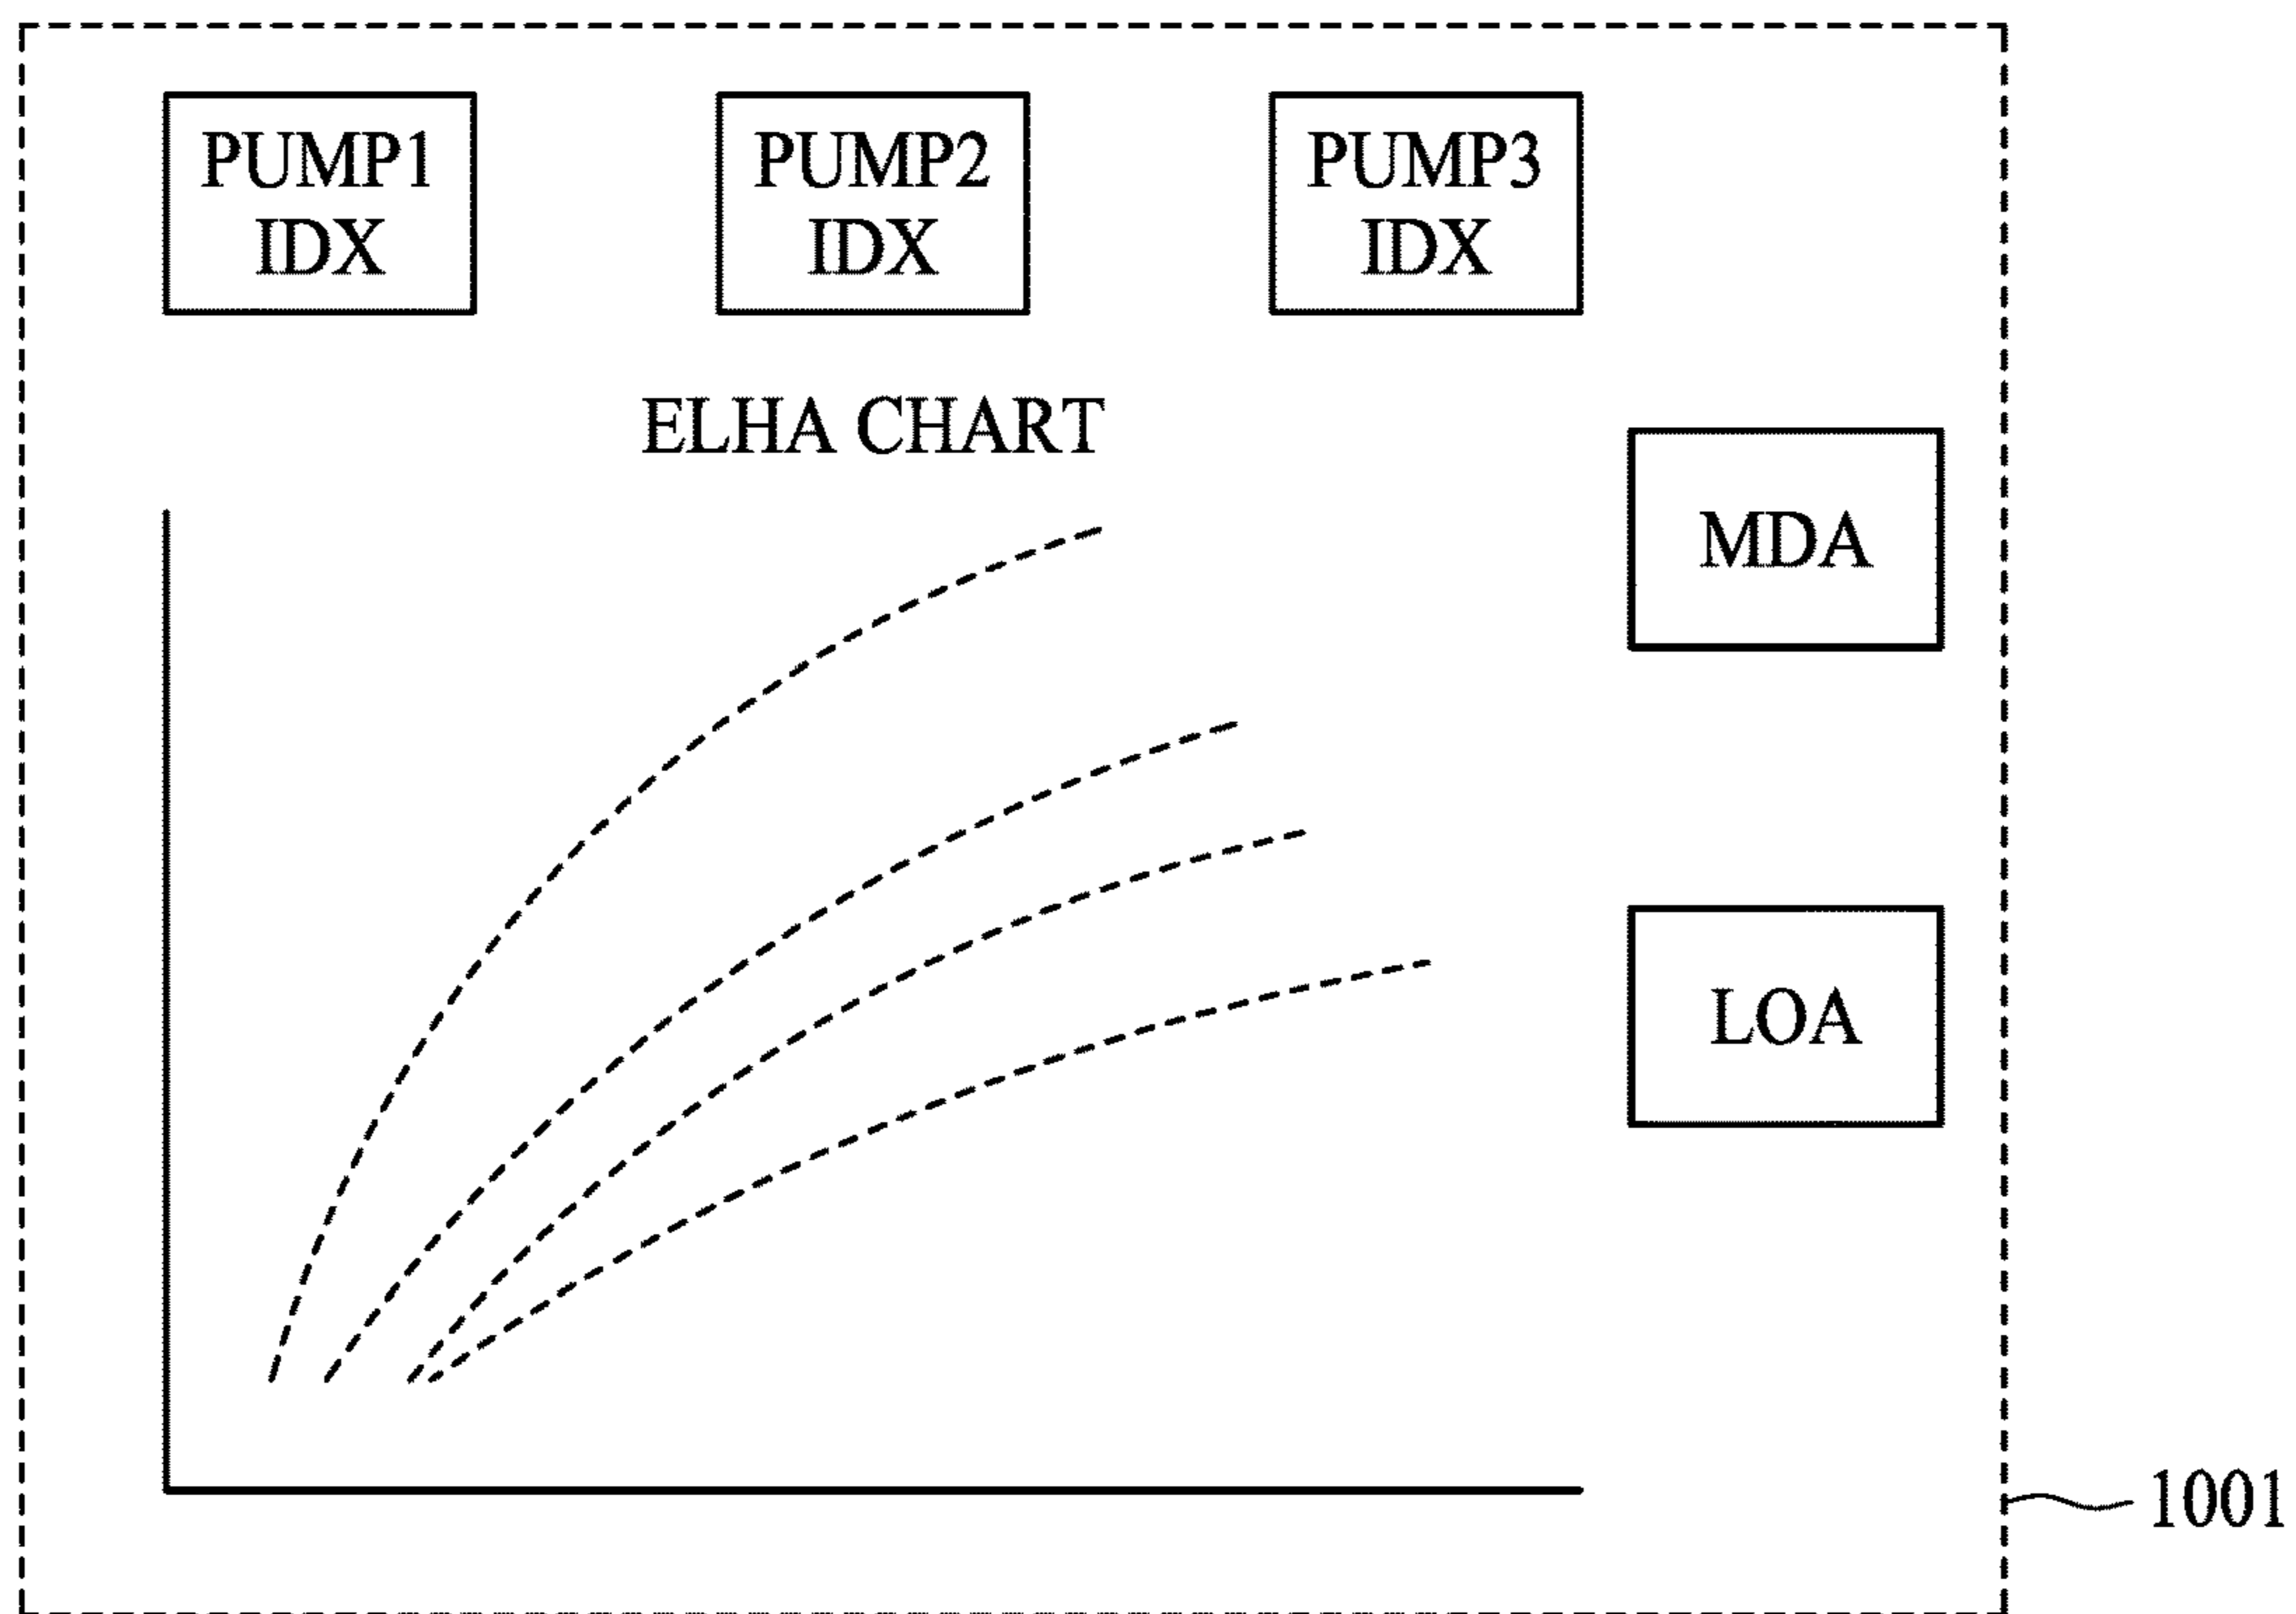 PUMP1
IDX
PUMP2
IDX
PUMP3
IDX
ELHA CHART
MDA
LOA
1001